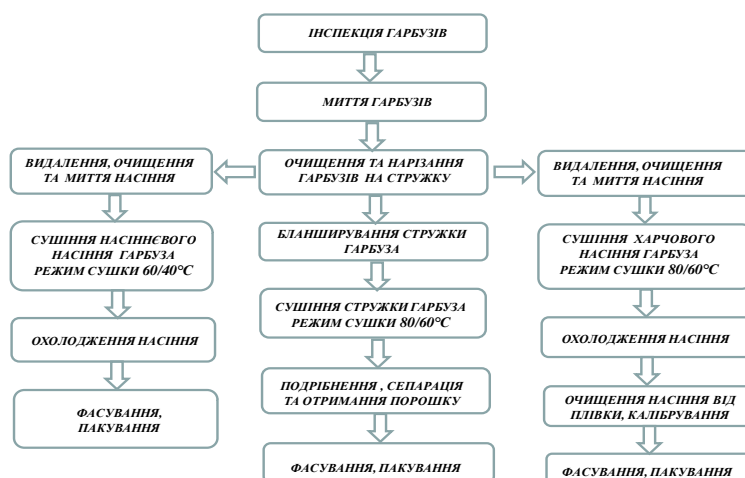 ІНСПЕКЦІЯ ГАРБУЗІВ
МИТТЯ ГАРБУЗІВ
ВИДАЛЕННЯ, ОЧИЩЕННЯ
ТА МИТТЯ НАСІННЯ
ОЧИЩЕННЯ ТА НАРІЗАННЯ
ГАРБУЗІВ НА СТРУЖКУ
ВИДАЛЕННЯ, ОЧИЩЕННЯ
ТА МИТТЯ НАСІННЯ
СУШІННЯ НАСІННЄВОГО
НАСІННЯ ГАРБУЗА
РЕЖИМ СУШКИ 60/40°С
БЛАНШИРУВАННЯ СТРУЖКИ
ГАРБУЗА
СУШІННЯ ХАРЧОВОГО
НАСІННЯ ГАРБУЗА
РЕЖИМ СУШКИ 80/60°С
СУШІННЯ СТРУЖКИ ГАРБУЗА
РЕЖИМ СУШКИ 80/60°С
ОХОЛОДЖЕННЯ НАСІННЯ
ОХОЛОДЖЕННЯ НАСІННЯ
ПОДРІБНЕННЯ , СЕПАРАЦІЯ
ТА ОТРИМАННЯ ПОРОШКУ
ФАСУВАННЯ,
ПАКУВАННЯ
ОЧИЩЕННЯ НАСІННЯ ВІД
ПЛІВКИ, КАЛІБРУВАННЯ
ФАСУВАННЯ, ПАКУВАННЯ
ФАСУВАННЯ, ПАКУВАННЯ